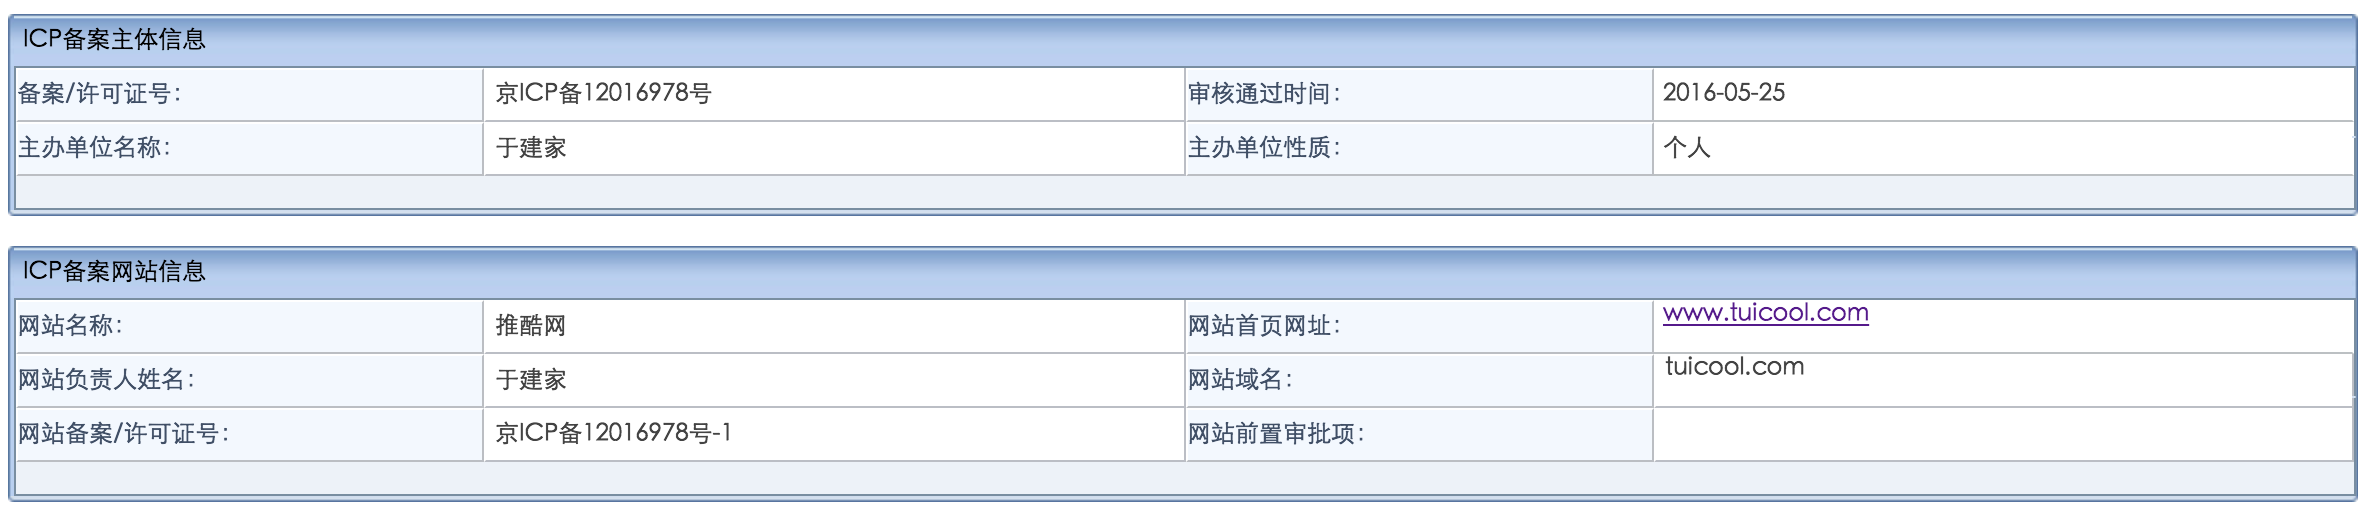 ICP备案主体信息
备案/许可证号: 京ICP备12016978号 审核通过时间: 2016-05-25
主办单位名称: 于建家 主办单位性质: 个人
ICP备案网站信息
网站名称: 推酷网 网站首页网址: www.tuicool.com
网站负责人姓名: 于建家 网站域名: tuicool.com
网站备案/许可证号: 京ICP备12016978号-1 网站前置审批项: